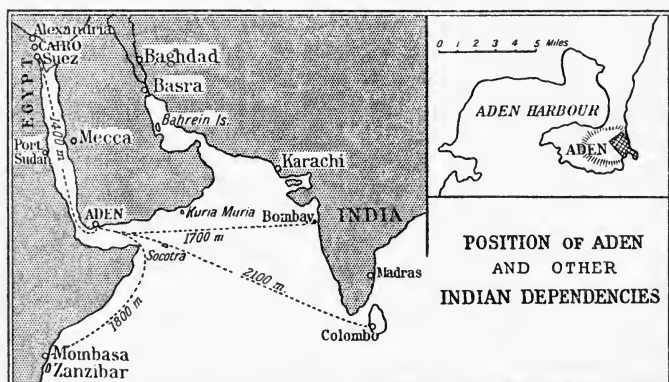 Alexandria
CAIRO
Suez
EGYPT
1400 m
Port
Sudan
Mecca
Baghdad
Basra
Bahrein Is.
Karachi
ADEN
Kuria Muria
Bombay
INDIA
1700 m
Socotra
2100 m.
Madras
Colombo
1800 m
Mombasa
Zanzibar
0 1 2 3 4 5 MILES
ADEN HARBOUR
ADEN
POSITION OF ADEN
AND OTHER
INDIAN DEPENDENCIES